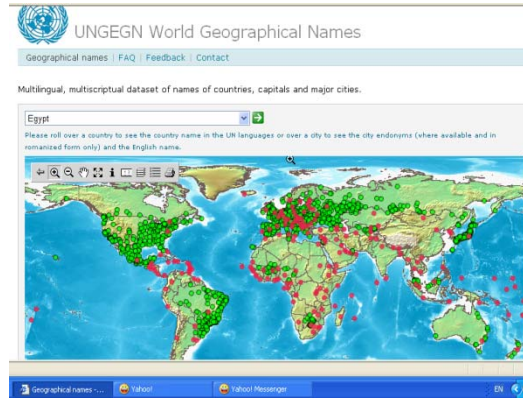 UNGEGN World Geographical Names
Geographical names | FAQ | Feedback | Contact
Multilingual, multiscriptual dataset of names of countries, capitals and major cities.
Egypt
Please roll over a country to see the country name in the UN languages or over a city to see the city endonyms (where available and in
romanized form only) and the English name.
Geographical names -... Yahoo! Yahoo! Messenger EN